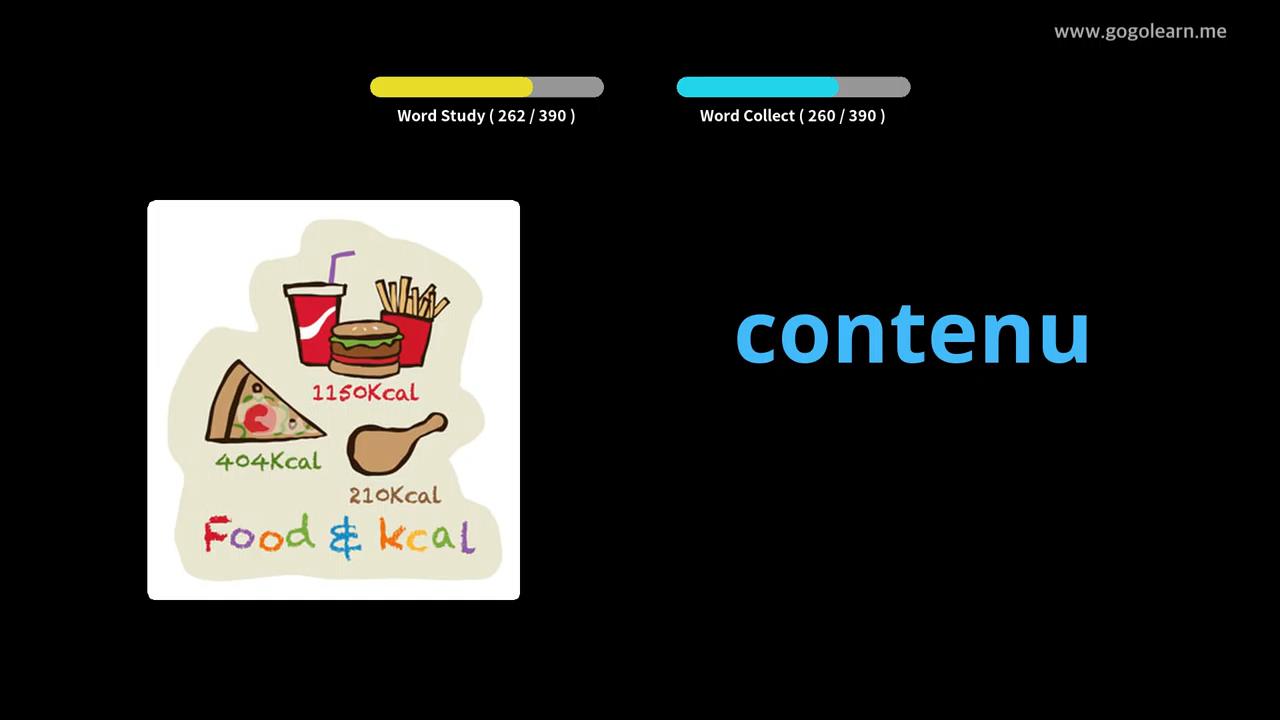 www.gogolearn.me
Word Study ( 262 / 390 )
Word Collect ( 260 / 390 )
contenu
1150Kcal
404Kcal
210Kcal
Food & kcal